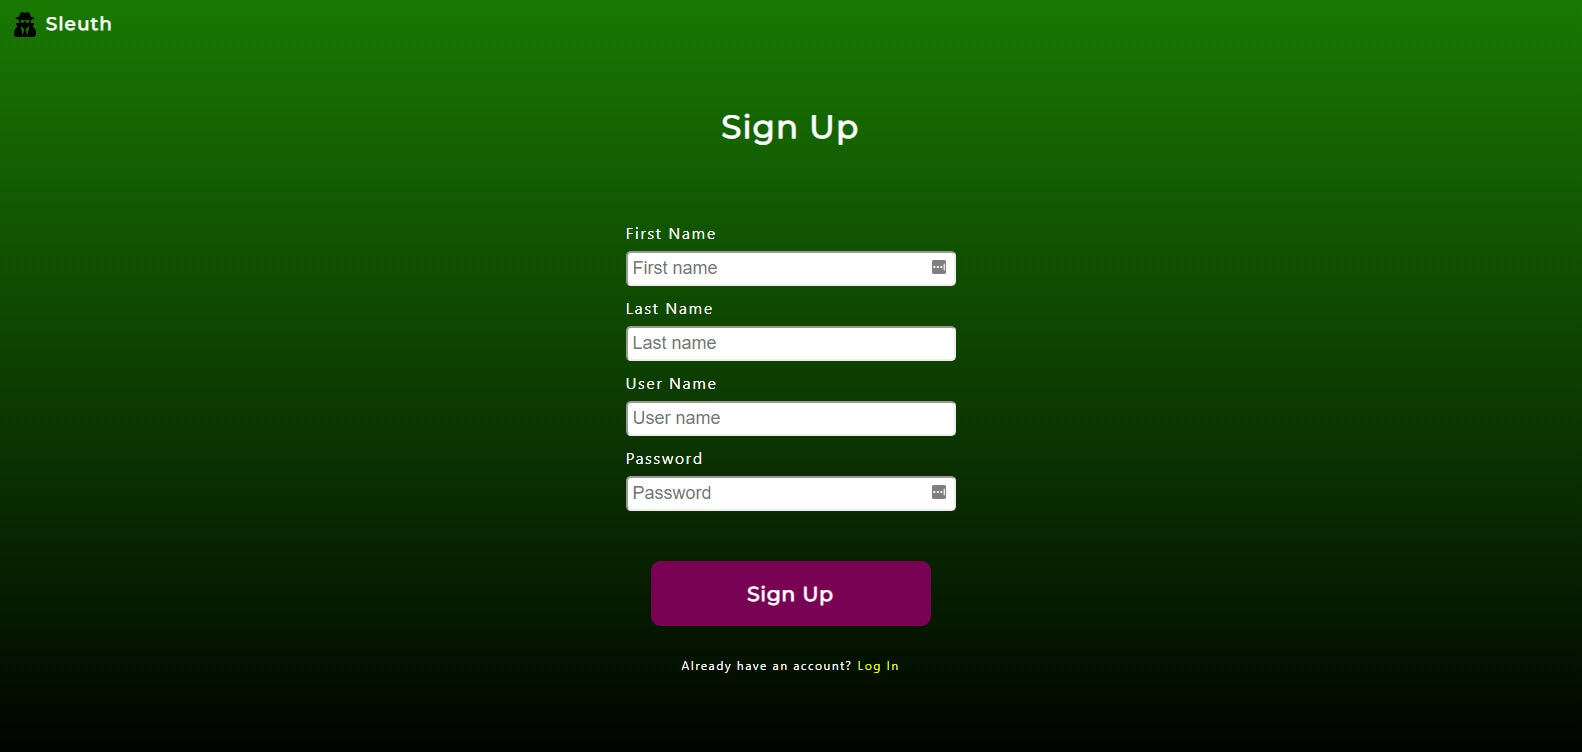 Sleuth
Sign Up
First Name
First name
Last Name
Last name
User Name
User name
Password
Password
Sign Up
Already have an account? Log In